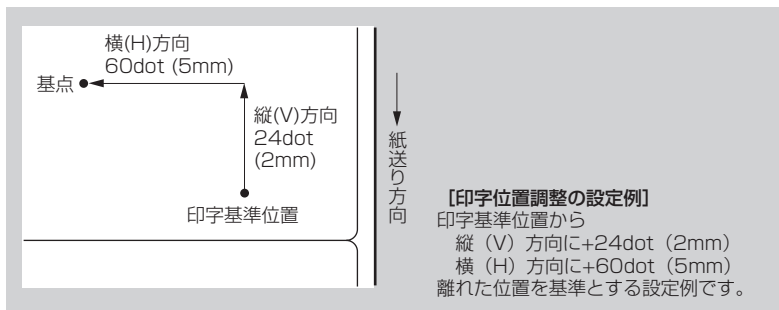 横(H)方向
60dot (5mm)
基点
縦(V)方向
24dot
(2mm)
印字基準位置
紙送り方向
［印字位置調整の設定例］
印字基準位置から
縦（V）方向に+24dot（2mm）
横（H）方向に+60dot（5mm）
離れた位置を基準とする設定例です。